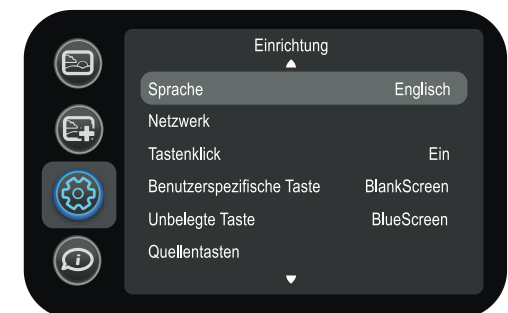 Einrichtung
Sprache Englisch
Netzwerk
Tastenklick Ein
Benutzerspezifische Taste BlankScreen
Unbelegte Taste BlueScreen
Quellentasten